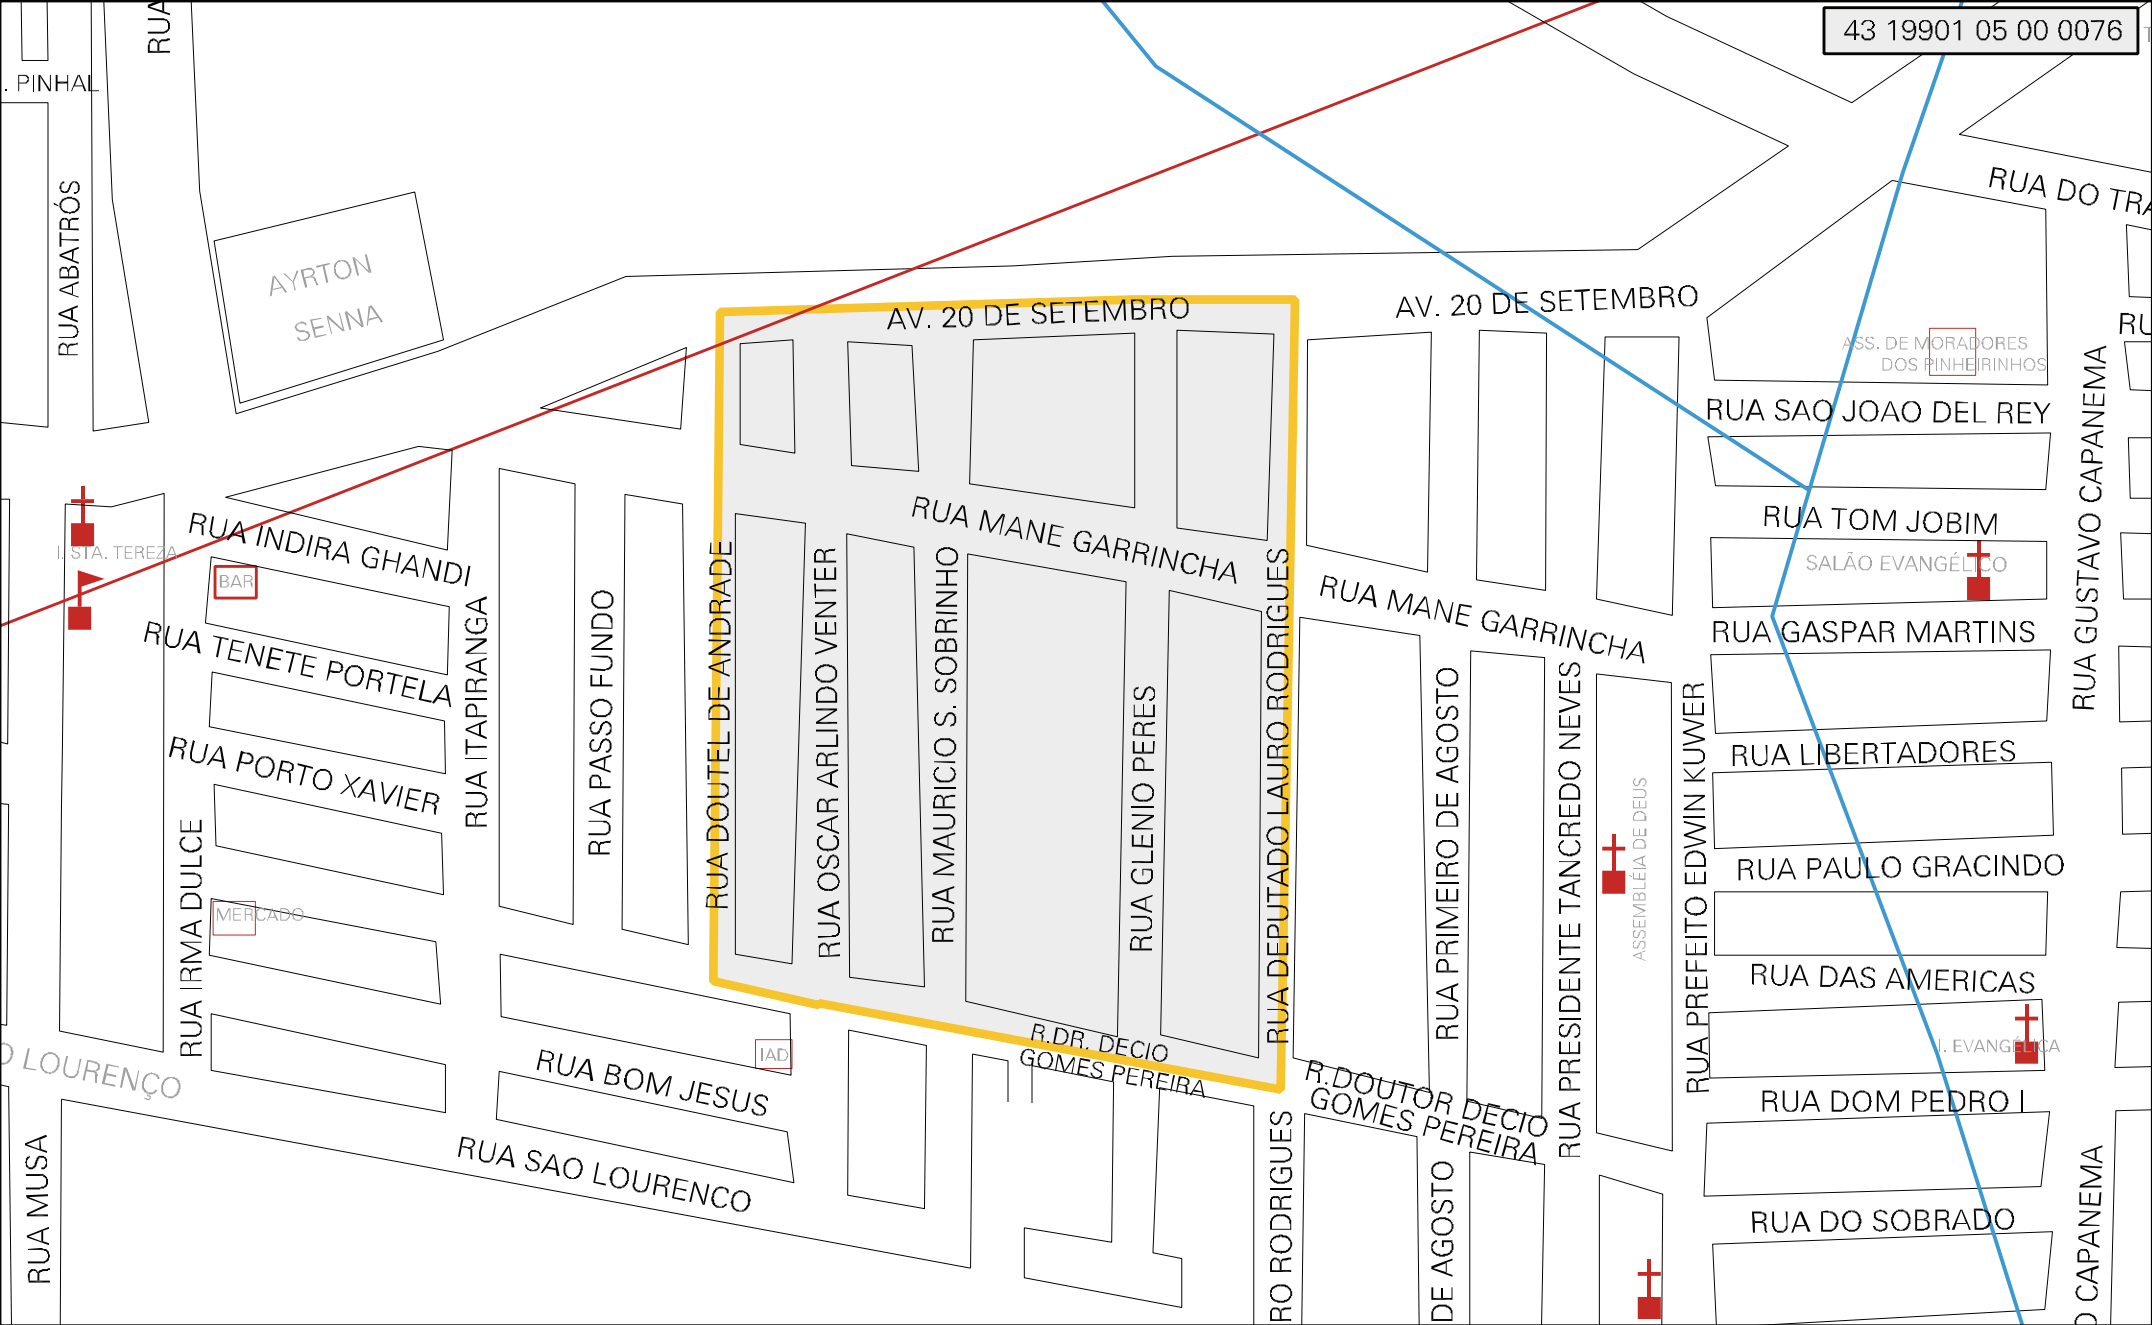 RUA
43 19901 05 00 0076
. PINHAL
RUA ABATRÓS
AYRTON
SENNA
RUA DO TRA
AV. 20 DE SETEMBRO
AV. 20 DE SETEMBRO
RU
ASS. DE MORADORES
DOS PINHEIRINHOS
RUA SAO JOAO DEL REY
RUA GUSTAVO CAPANEMA
RUA MANE GARRINCHA
RUA TOM JOBIM
RUA INDIRA GHANDI
I. STA. TEREZA
SALÃO EVANGÉLICO
BAR
RUA MANE GARRINCHA
RUA TENETE PORTELA
RUA GASPAR MARTINS
RUA ITAPIRANGA
RUA PASSO FUNDO
RUA DOUTEL DE ANDRADE
RUA OSCAR ARLINDO VENTER
RUA MAURICIO S. SOBRINHO
RUA GLENIO PERES
RUA DEPUTADO LAURO RODRIGUES
RUA PRIMEIRO DE AGOSTO
RUA PRESIDENTE TANCREDO NEVES
ASSEMBLÉIA DE DEUS
RUA PREFEITO EDWIN KUWER
RUA PORTO XAVIER
RUA LIBERTADORES
RUA PAULO GRACINDO
MERCADO
RUA IRMA DULCE
RUA DAS AMERICAS
R.DR. DECIO
GOMES PEREIRA
I. EVANGÉLICA
IAD
O LOURENÇO
RUA BOM JESUS
R.DOUTOR DECIO
GOMES PEREIRA
RUA DOM PEDRO I
RUA SAO LOURENCO
RUA MUSA
RO RODRIGUES
DE AGOSTO
RUA DO SOBRADO
O CAPANEMA